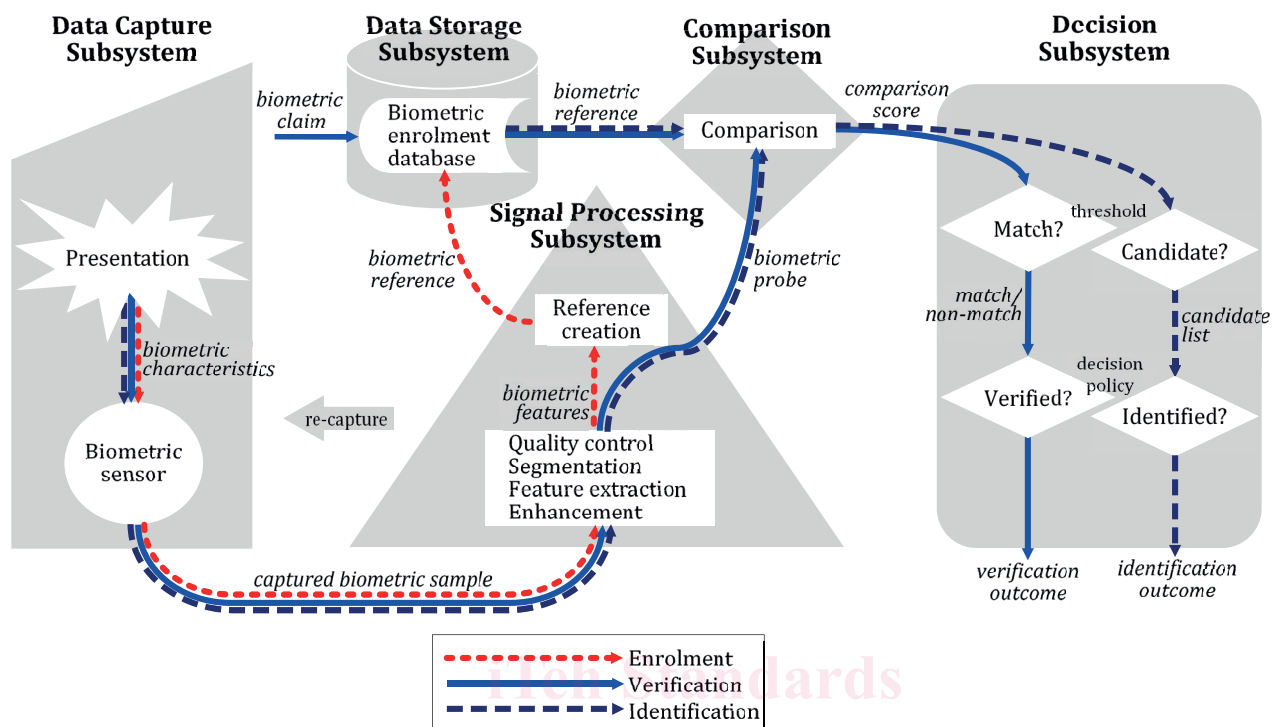 Data Capture
Subsystem
Data Storage
Subsystem
Comparison
Subsystem
Decision
Subsystem
biometric
claim
Biometric
enrolment
database
biometric
reference
Comparison
comparison
score
Presentation
biometric
characteristics
Biometric
sensor
Signal Processing
Subsystem
biometric
reference
Reference
creation
biometric
features
biometric
probe
re-capture
Quality control
Segmentation
Feature extraction
Enhancement
captured biometric sample
Match?
threshold
Candidate?
match/
non-match
candidate
list
Verified?
decision
policy
Identified?
verification
outcome
identification
outcome
Enrolment
Verification
Identification
iTeh Standards